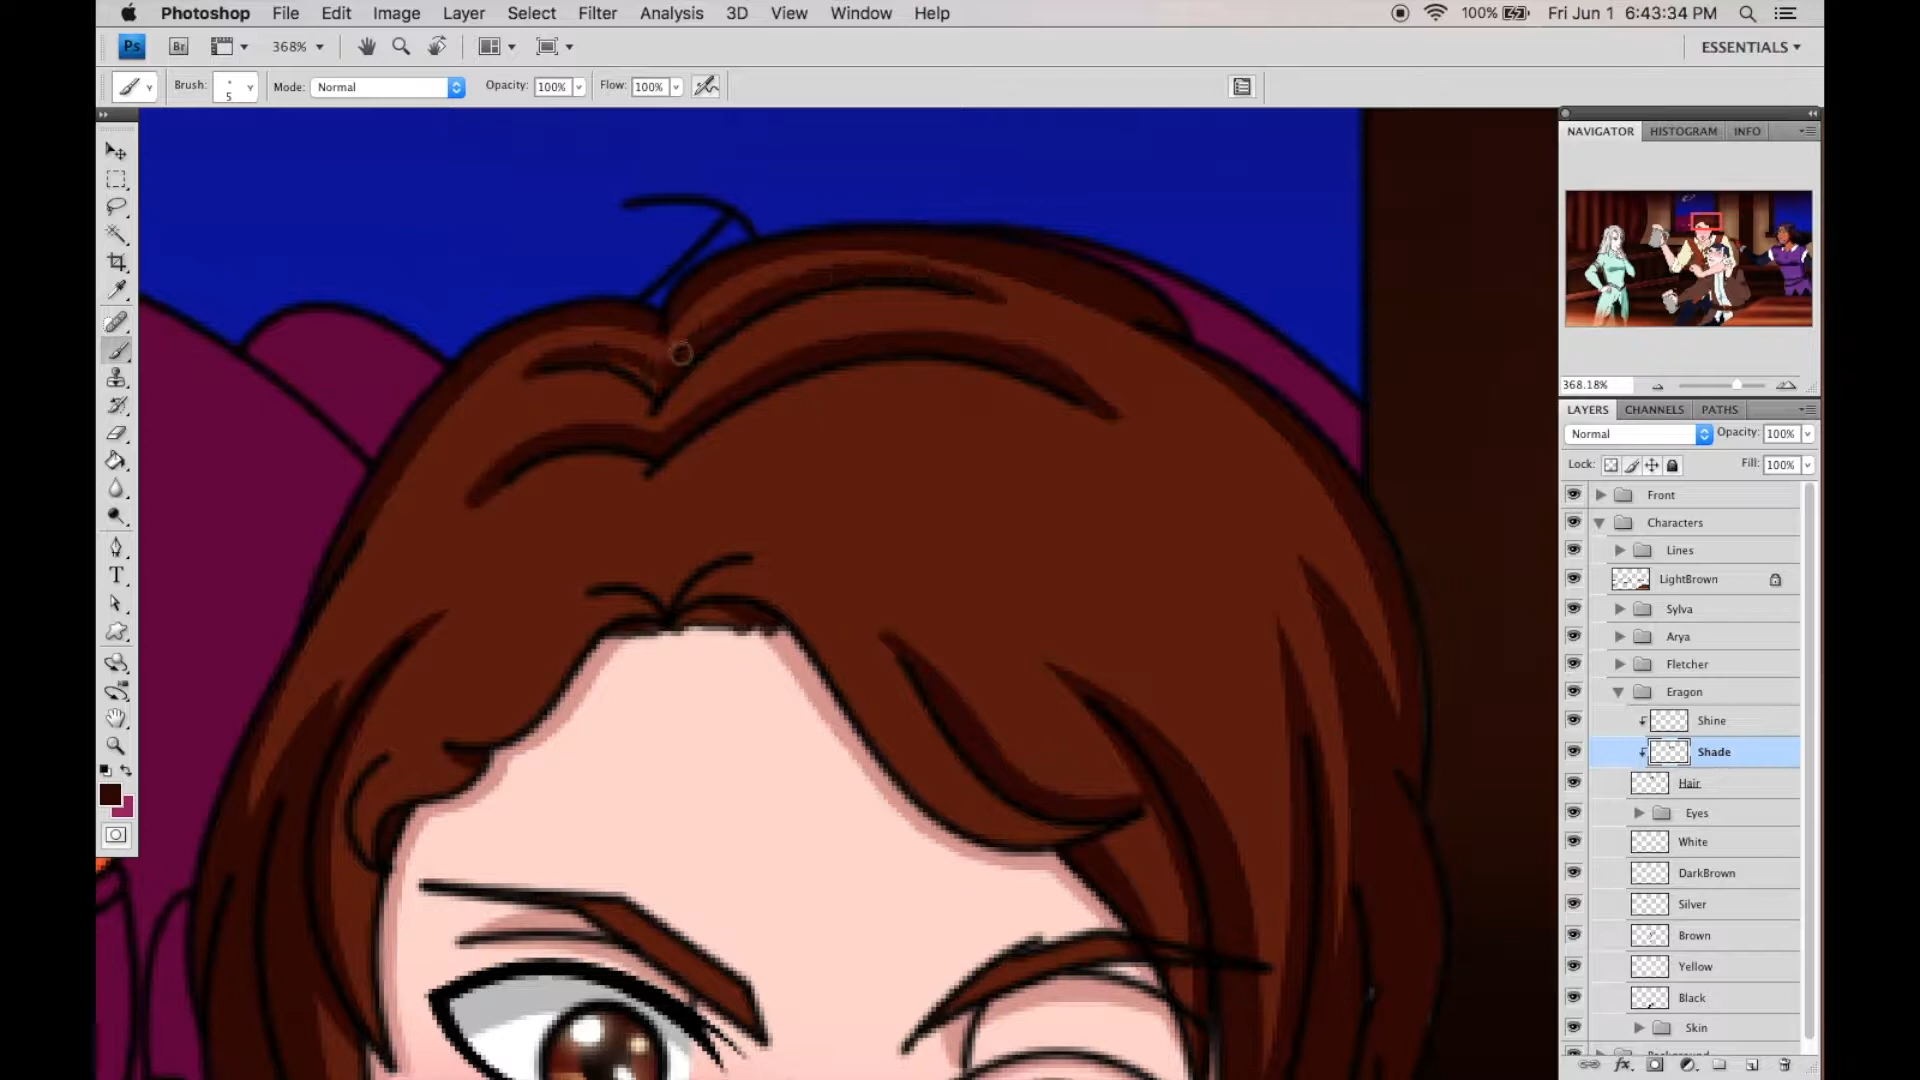 Photoshop File Edit Image Layer Select Filter Analysis 3D View Window Help 100% Fri Jun 1 6:43:34 PM
Ps Br 368% ESSENTIALS
Brush: 5 Mode: Normal Opacity: 100% Flow: 100%
NAVIGATOR HISTOGRAM INFO
368.18%
LAYERS CHANNELS PATHS
Normal Opacity: 100%
Lock: Fill: 100%
Front
Characters
Lines
LightBrown
Sylva
Arya
Fletcher
Eragon
Shine
Shade
Hair
Eyes
White
DarkBrown
Silver
Brown
Yellow
Black
Skin
T
fx